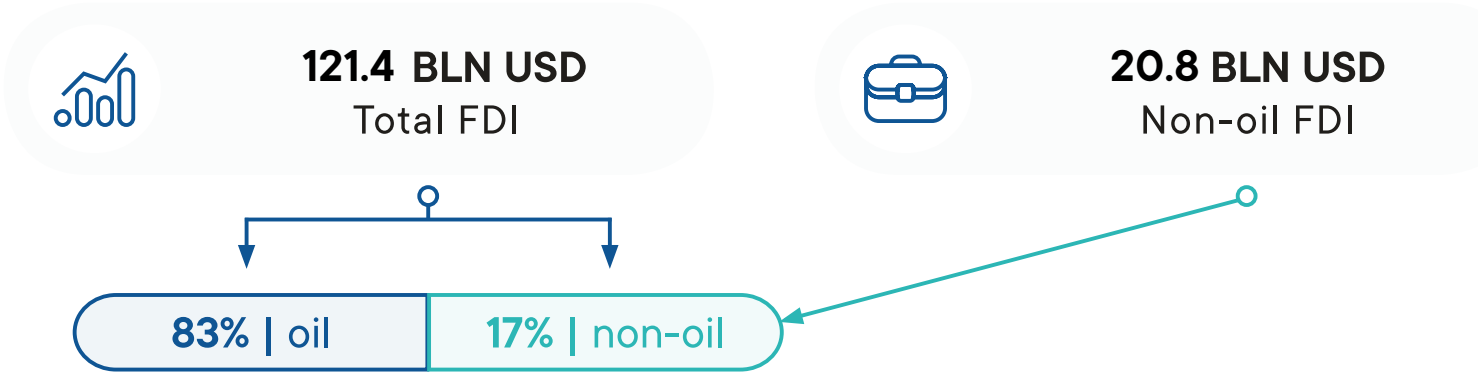 121.4 BLN USD
Total FDI
20.8 BLN USD
Non-oil FDI
83% | oil
17% | non-oil